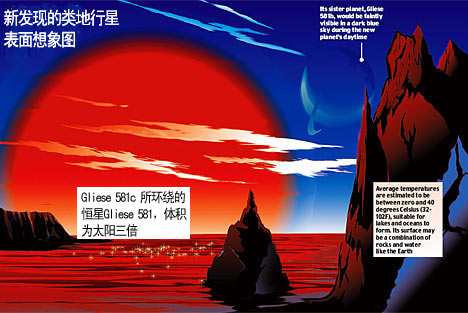 新发现的类地行星
表面想象图
Its sister planet, Gliese
581b, would be faintly
visible in a dark blue
sky during the new
planet's daytime
Gliese 581c 所环绕的
恒星Gliese 581，体积
为太阳三倍
Average temperatures
are estimated to be
between zero and 40
degrees Celsius (32-
102F), suitable for
lakes and oceans to
form. Its surface may
be a combination of
rocks and water
like the Earth